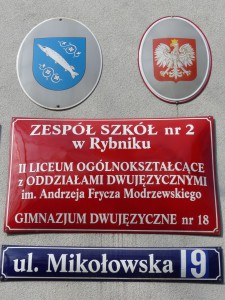 ZESPÓŁ SZKÓŁ nr 2
w Rybniku
II LICEUM OGÓLNOKSZTAŁCĄCE
z ODDZIAŁAMI DWUJĘZYCZNYMI
im. Andrzeja Frycza Modrzewskiego
GIMNAZJUM DWUJĘZYCZNE nr 18
ul. Mikołowska 19